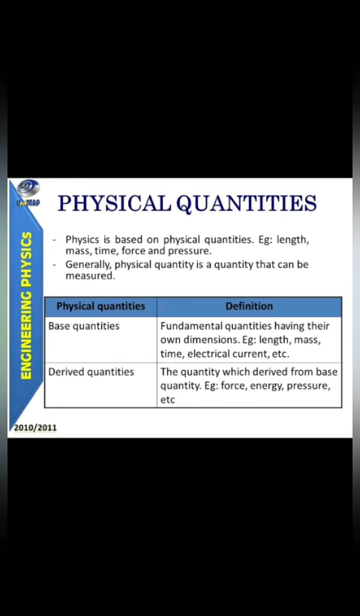 UniMAP
PHYSICAL QUANTITIES
ENGINEERING PHYSICS
- Physics is based on physical quantities. Eg: length,
mass, time, force and pressure.
- Generally, physical quantity is a quantity that can be
measured.
Physical quantities Definition
Base quantities Fundamental quantities having their
own dimensions. Eg: length, mass,
time, electrical current, etc.
Derived quantities The quantity which derived from base
quantity. Eg: force, energy, pressure,
etc
2010/2011